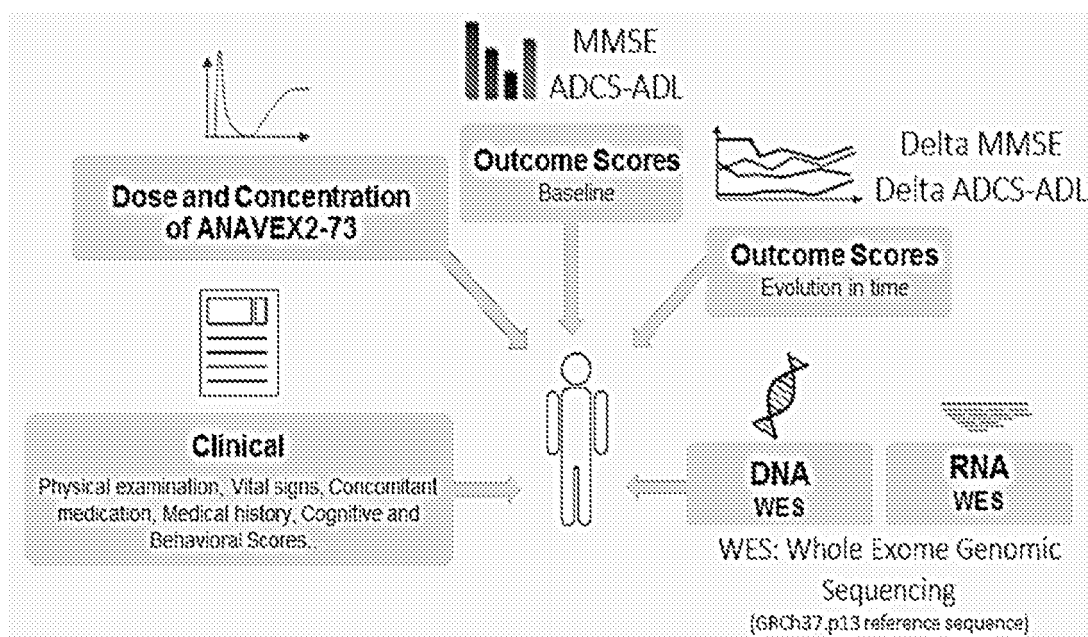 MMSE
ADCS-ADL
Outcome Scores
Baseline
Delta MMSE
Delta ADCS-ADL
Outcome Scores
Evolution in time
Dose and Concentration
of ANAVEX2-73
Clinical
Physical examination, Vital signs, Concomitant
medication, Medical history, Cognitive and
Behavioral Scores..
DNA
WES
RNA
WES
WES: Whole Exome Genomic
Sequencing
(GRCh37.p13 reference sequence)